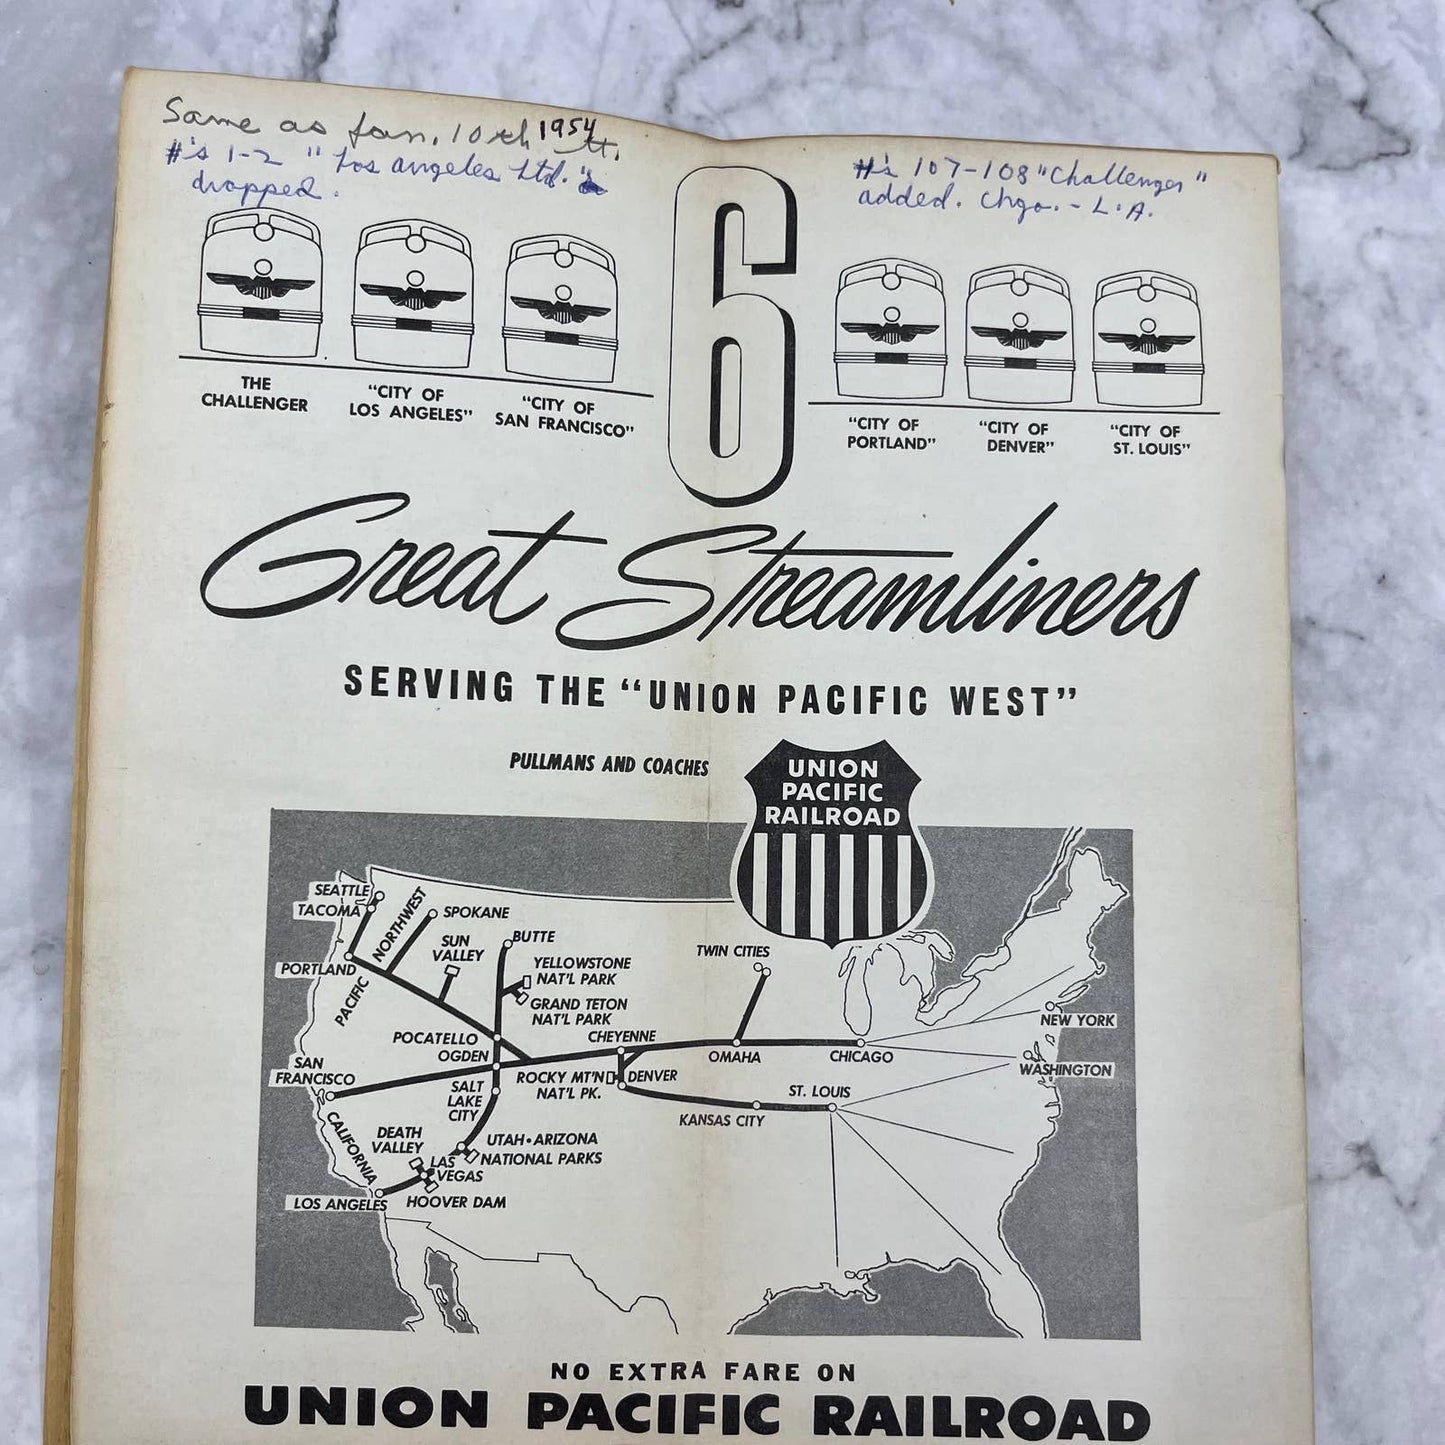 Same as Jan. 10th 1954 tt.
#'s 1-2 "Los Angeles Ltd."
dropped.
#'s 107-108 "Challenger"
added. Chgo. - L.A.
6
THE
CHALLENGER
"CITY OF
LOS ANGELES"
"CITY OF
SAN FRANCISCO"
"CITY OF
PORTLAND"
"CITY OF
DENVER"
"CITY OF
ST. LOUIS"
Great Streamliners
SERVING THE "UNION PACIFIC WEST"
PULLMANS AND COACHES
UNION
PACIFIC
RAILROAD
SEATTLE
TACOMA
PACIFIC NORTHWEST
SPOKANE
PORTLAND
SUN
VALLEY
BUTTE
YELLOWSTONE
NAT'L PARK
GRAND TETON
NAT'L PARK
TWIN CITIES
POCATELLO
OGDEN
CHEYENNE
OMAHA
CHICAGO
NEW YORK
WASHINGTON
SAN
FRANCISCO
SALT
LAKE
CITY
ROCKY MT'N
NAT'L PK.
DENVER
KANSAS CITY
ST. LOUIS
CALIFORNIA
DEATH
VALLEY
UTAH • ARIZONA
NATIONAL PARKS
LAS
VEGAS
LOS ANGELES
HOOVER DAM
NO EXTRA FARE ON
UNION PACIFIC RAILROAD